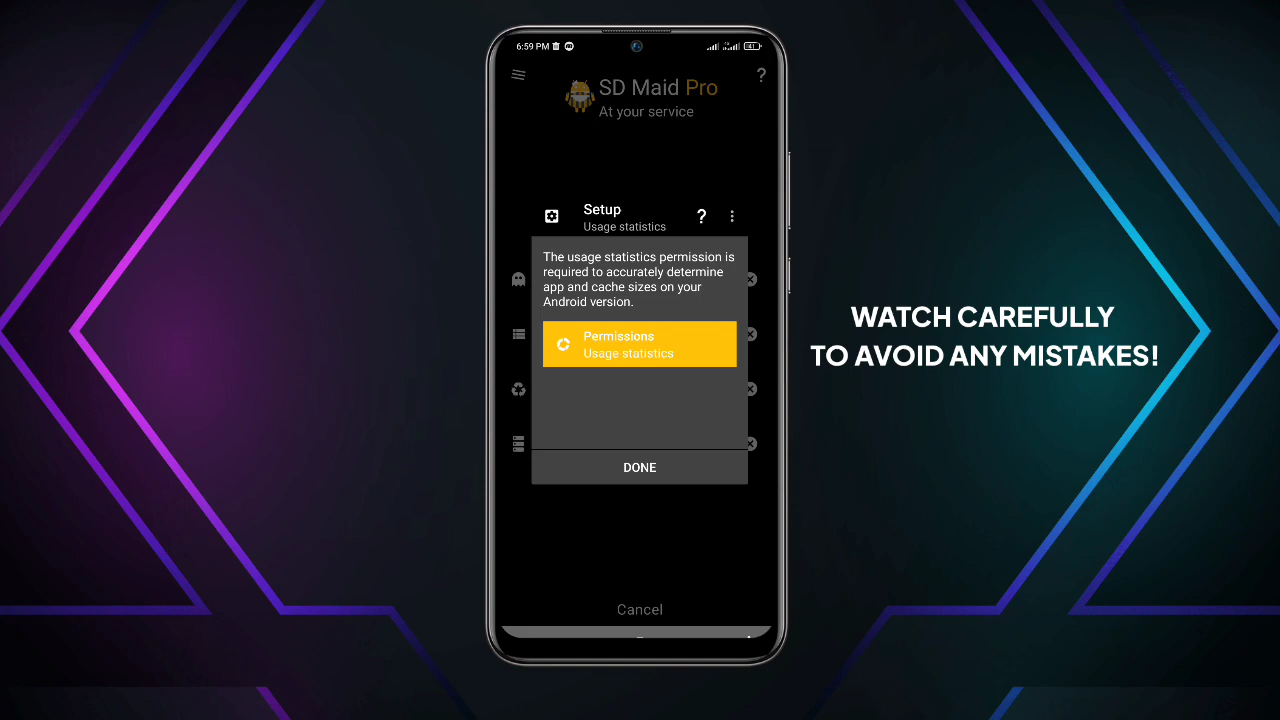 6:59 PM
41
SD Maid Pro
?
At your service
Setup
?
Usage statistics
The usage statistics permission is
required to accurately determine
app and cache sizes on your
Android version.
Permissions
Usage statistics
DONE
Cancel
WATCH CAREFULLY
TO AVOID ANY MISTAKES!